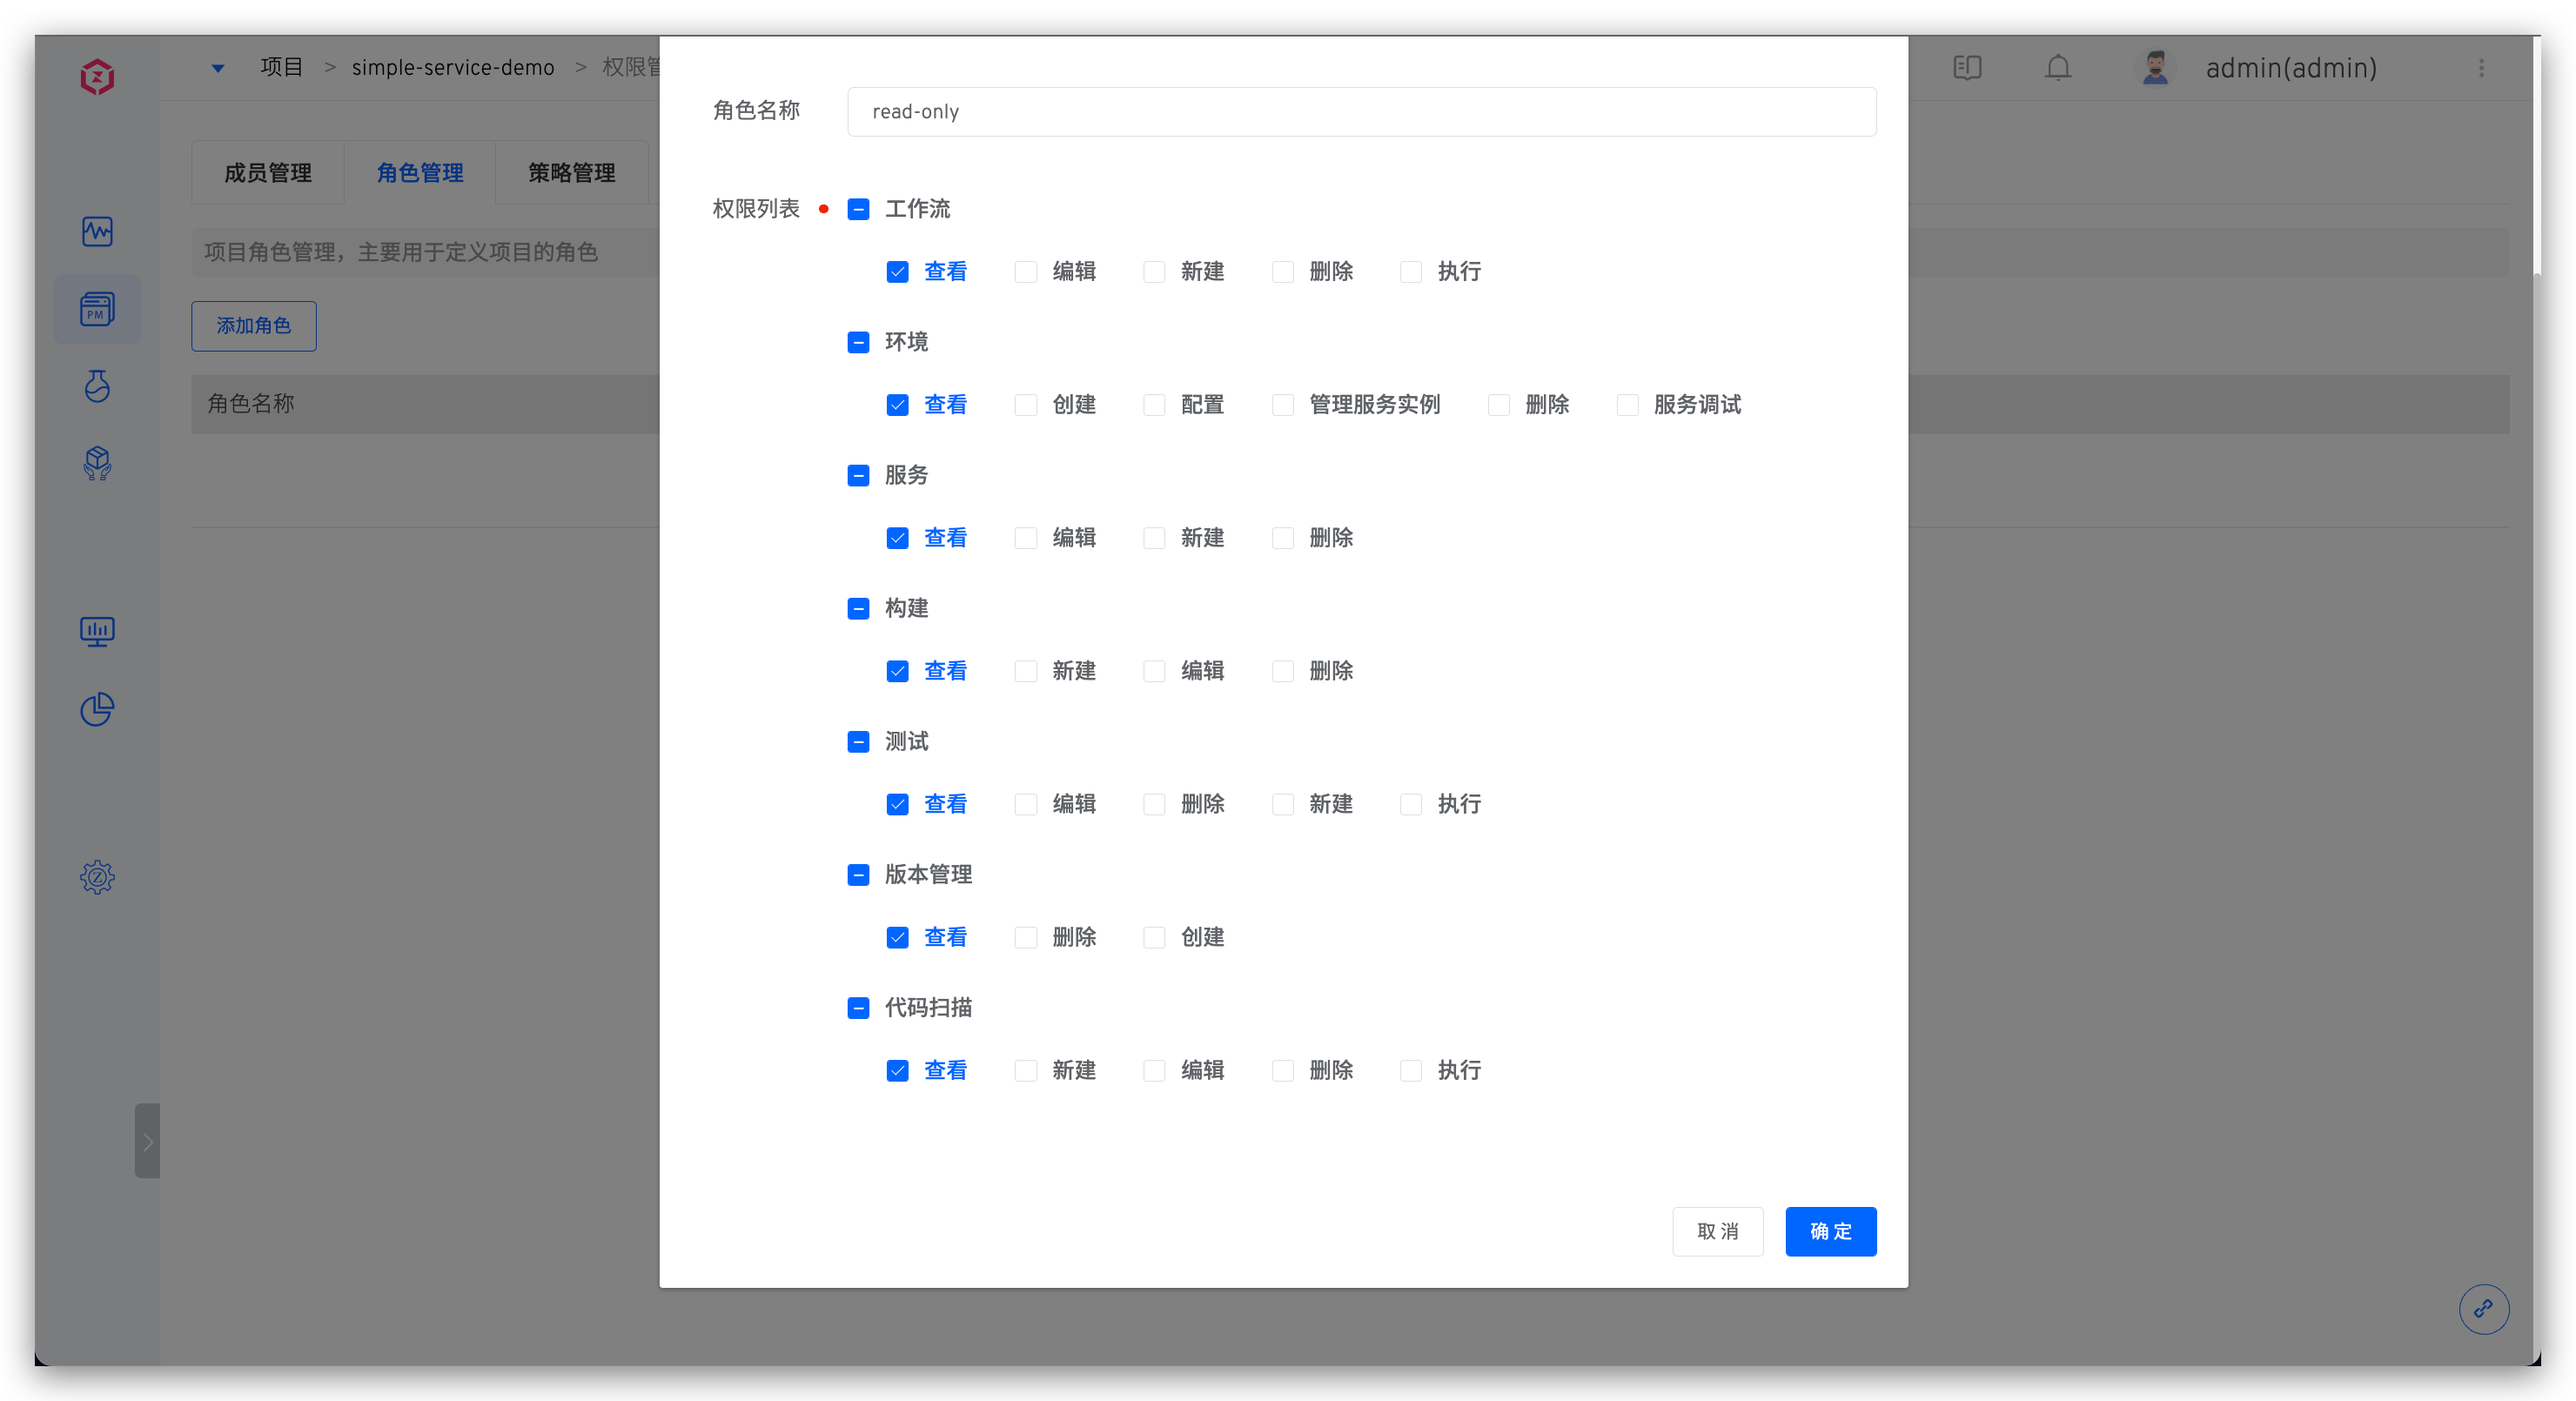 项目 > simple-service-demo > 权限管
admin(admin)
成员管理 角色管理 策略管理
项目角色管理，主要用于定义项目的角色
PM
添加角色
角色名称
角色名称 read-only
权限列表 工作流
查看 编辑 新建 删除 执行
环境
查看 创建 配置 管理服务实例 删除 服务调试
服务
查看 编辑 新建 删除
构建
查看 新建 编辑 删除
测试
查看 编辑 删除 新建 执行
版本管理
查看 删除 创建
代码扫描
查看 新建 编辑 删除 执行
取消 确定